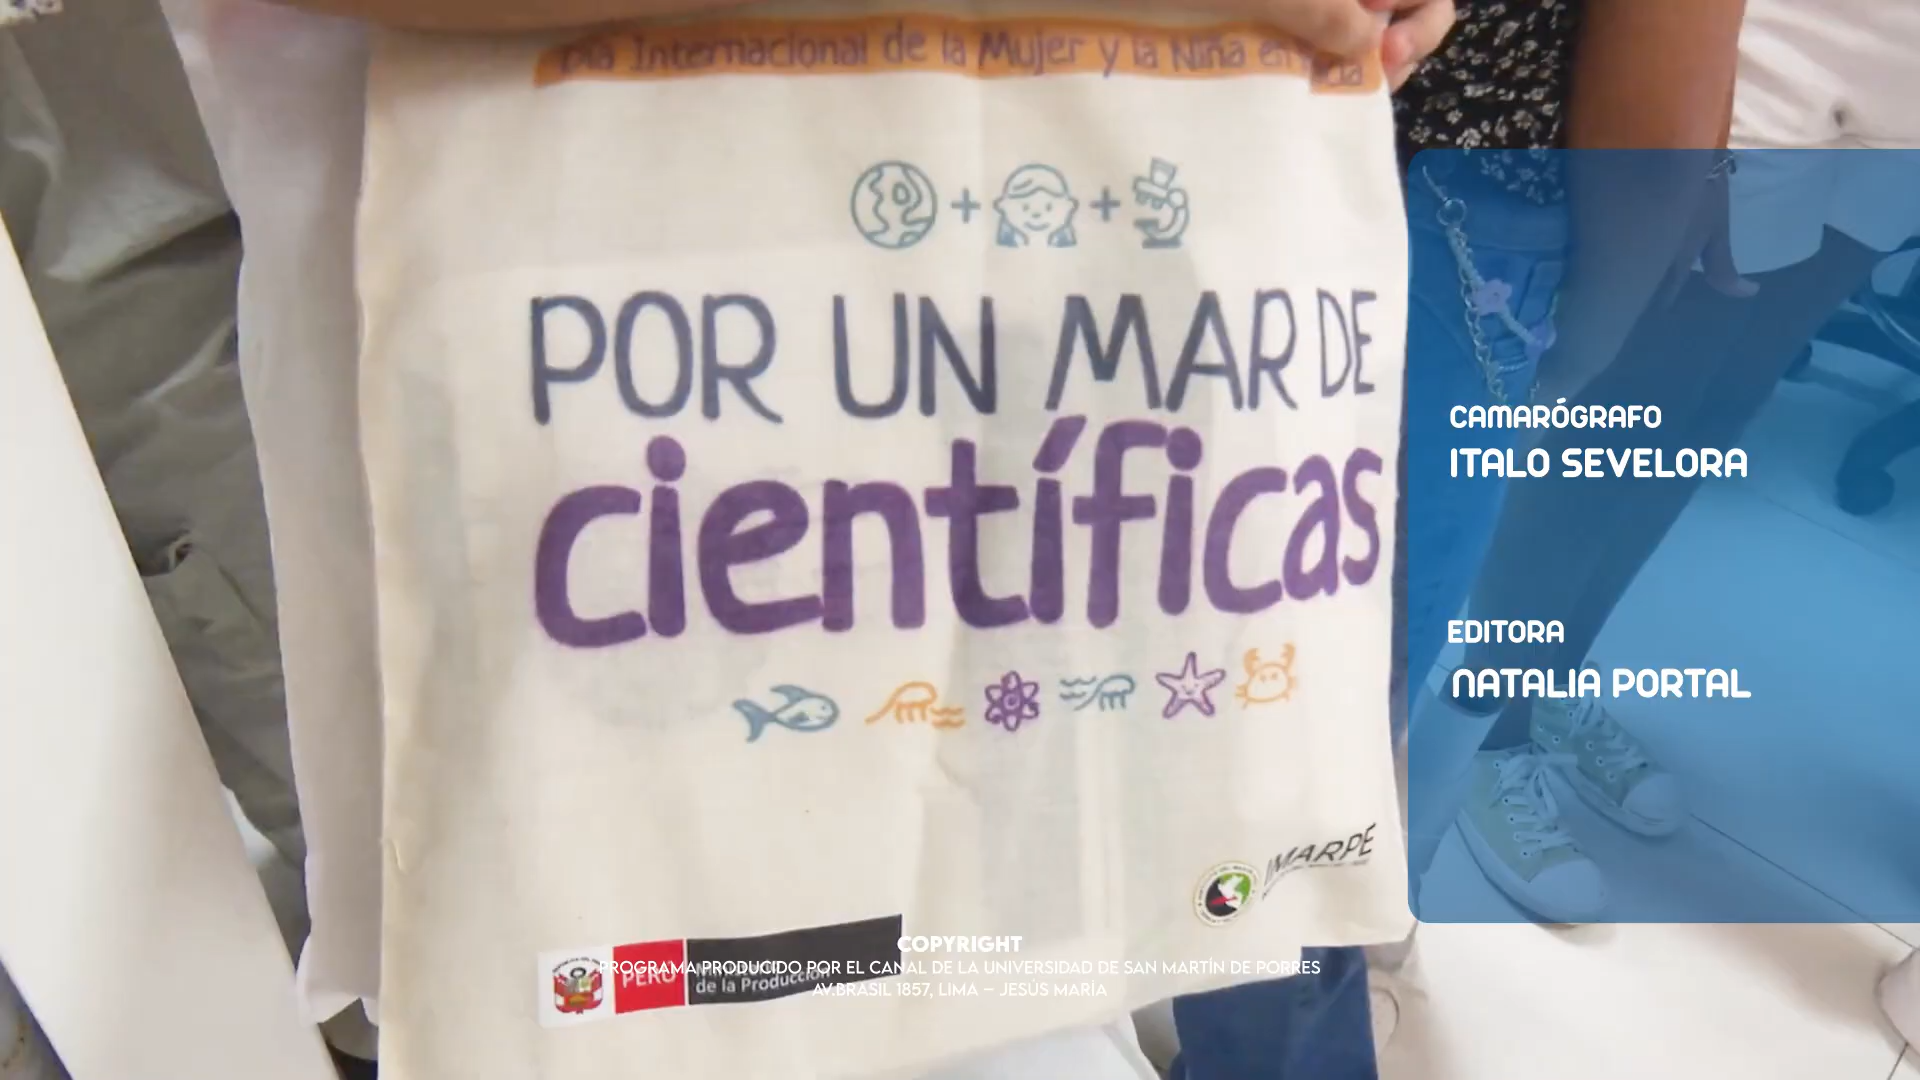 Día Internacional de la Mujer y la Niña en
POR UN MAR DE
científicas
CAMARÓGRAFO
ITALO SEVELORA
EDITORA
NATALIA PORTAL
IMARPE
PERÚ
Ministerio
de la Producción
COPYRIGHT
PROGRAMA PRODUCIDO POR EL CANAL DE LA UNIVERSIDAD DE SAN MARTÍN DE PORRES
AV.BRASIL 1857, LIMA – JESÚS MARÍA